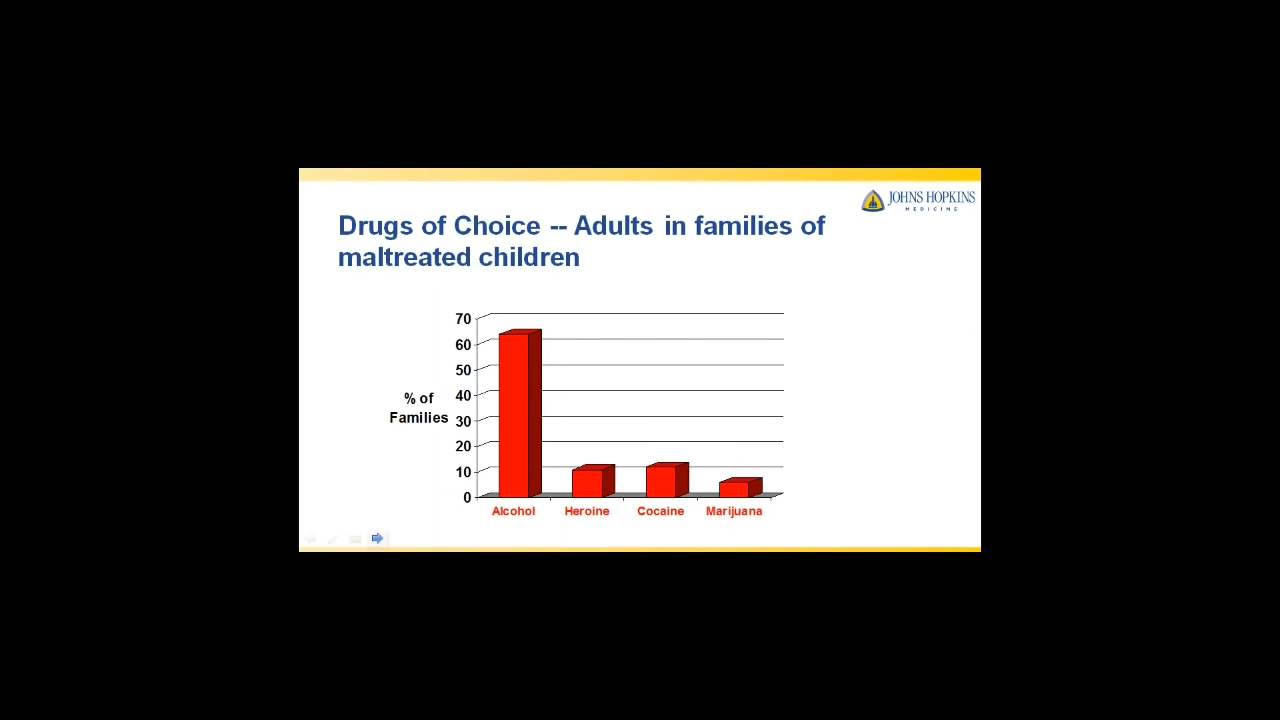 JOHNS HOPKINS
MEDICINE
Drugs of Choice -- Adults in families of
maltreated children
70
60
50
40
30
20
10
0
% of
Families
Alcohol Heroine Cocaine Marijuana